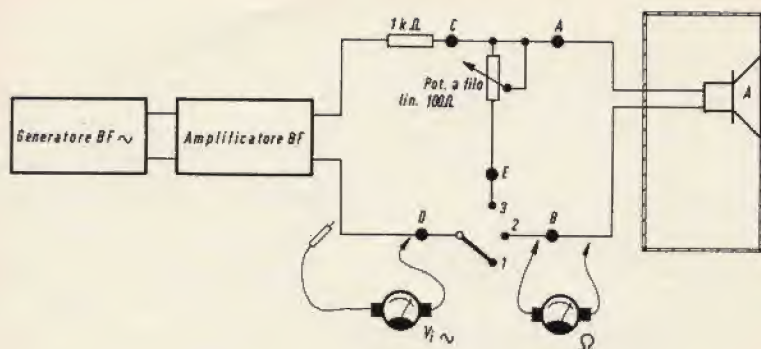 1 kΩ
C
A
Pot. a filo
lin. 100Ω
A
Generatore BF ~
Amplificatore BF
E
3
D
2
B
1
Vi ~
Ω